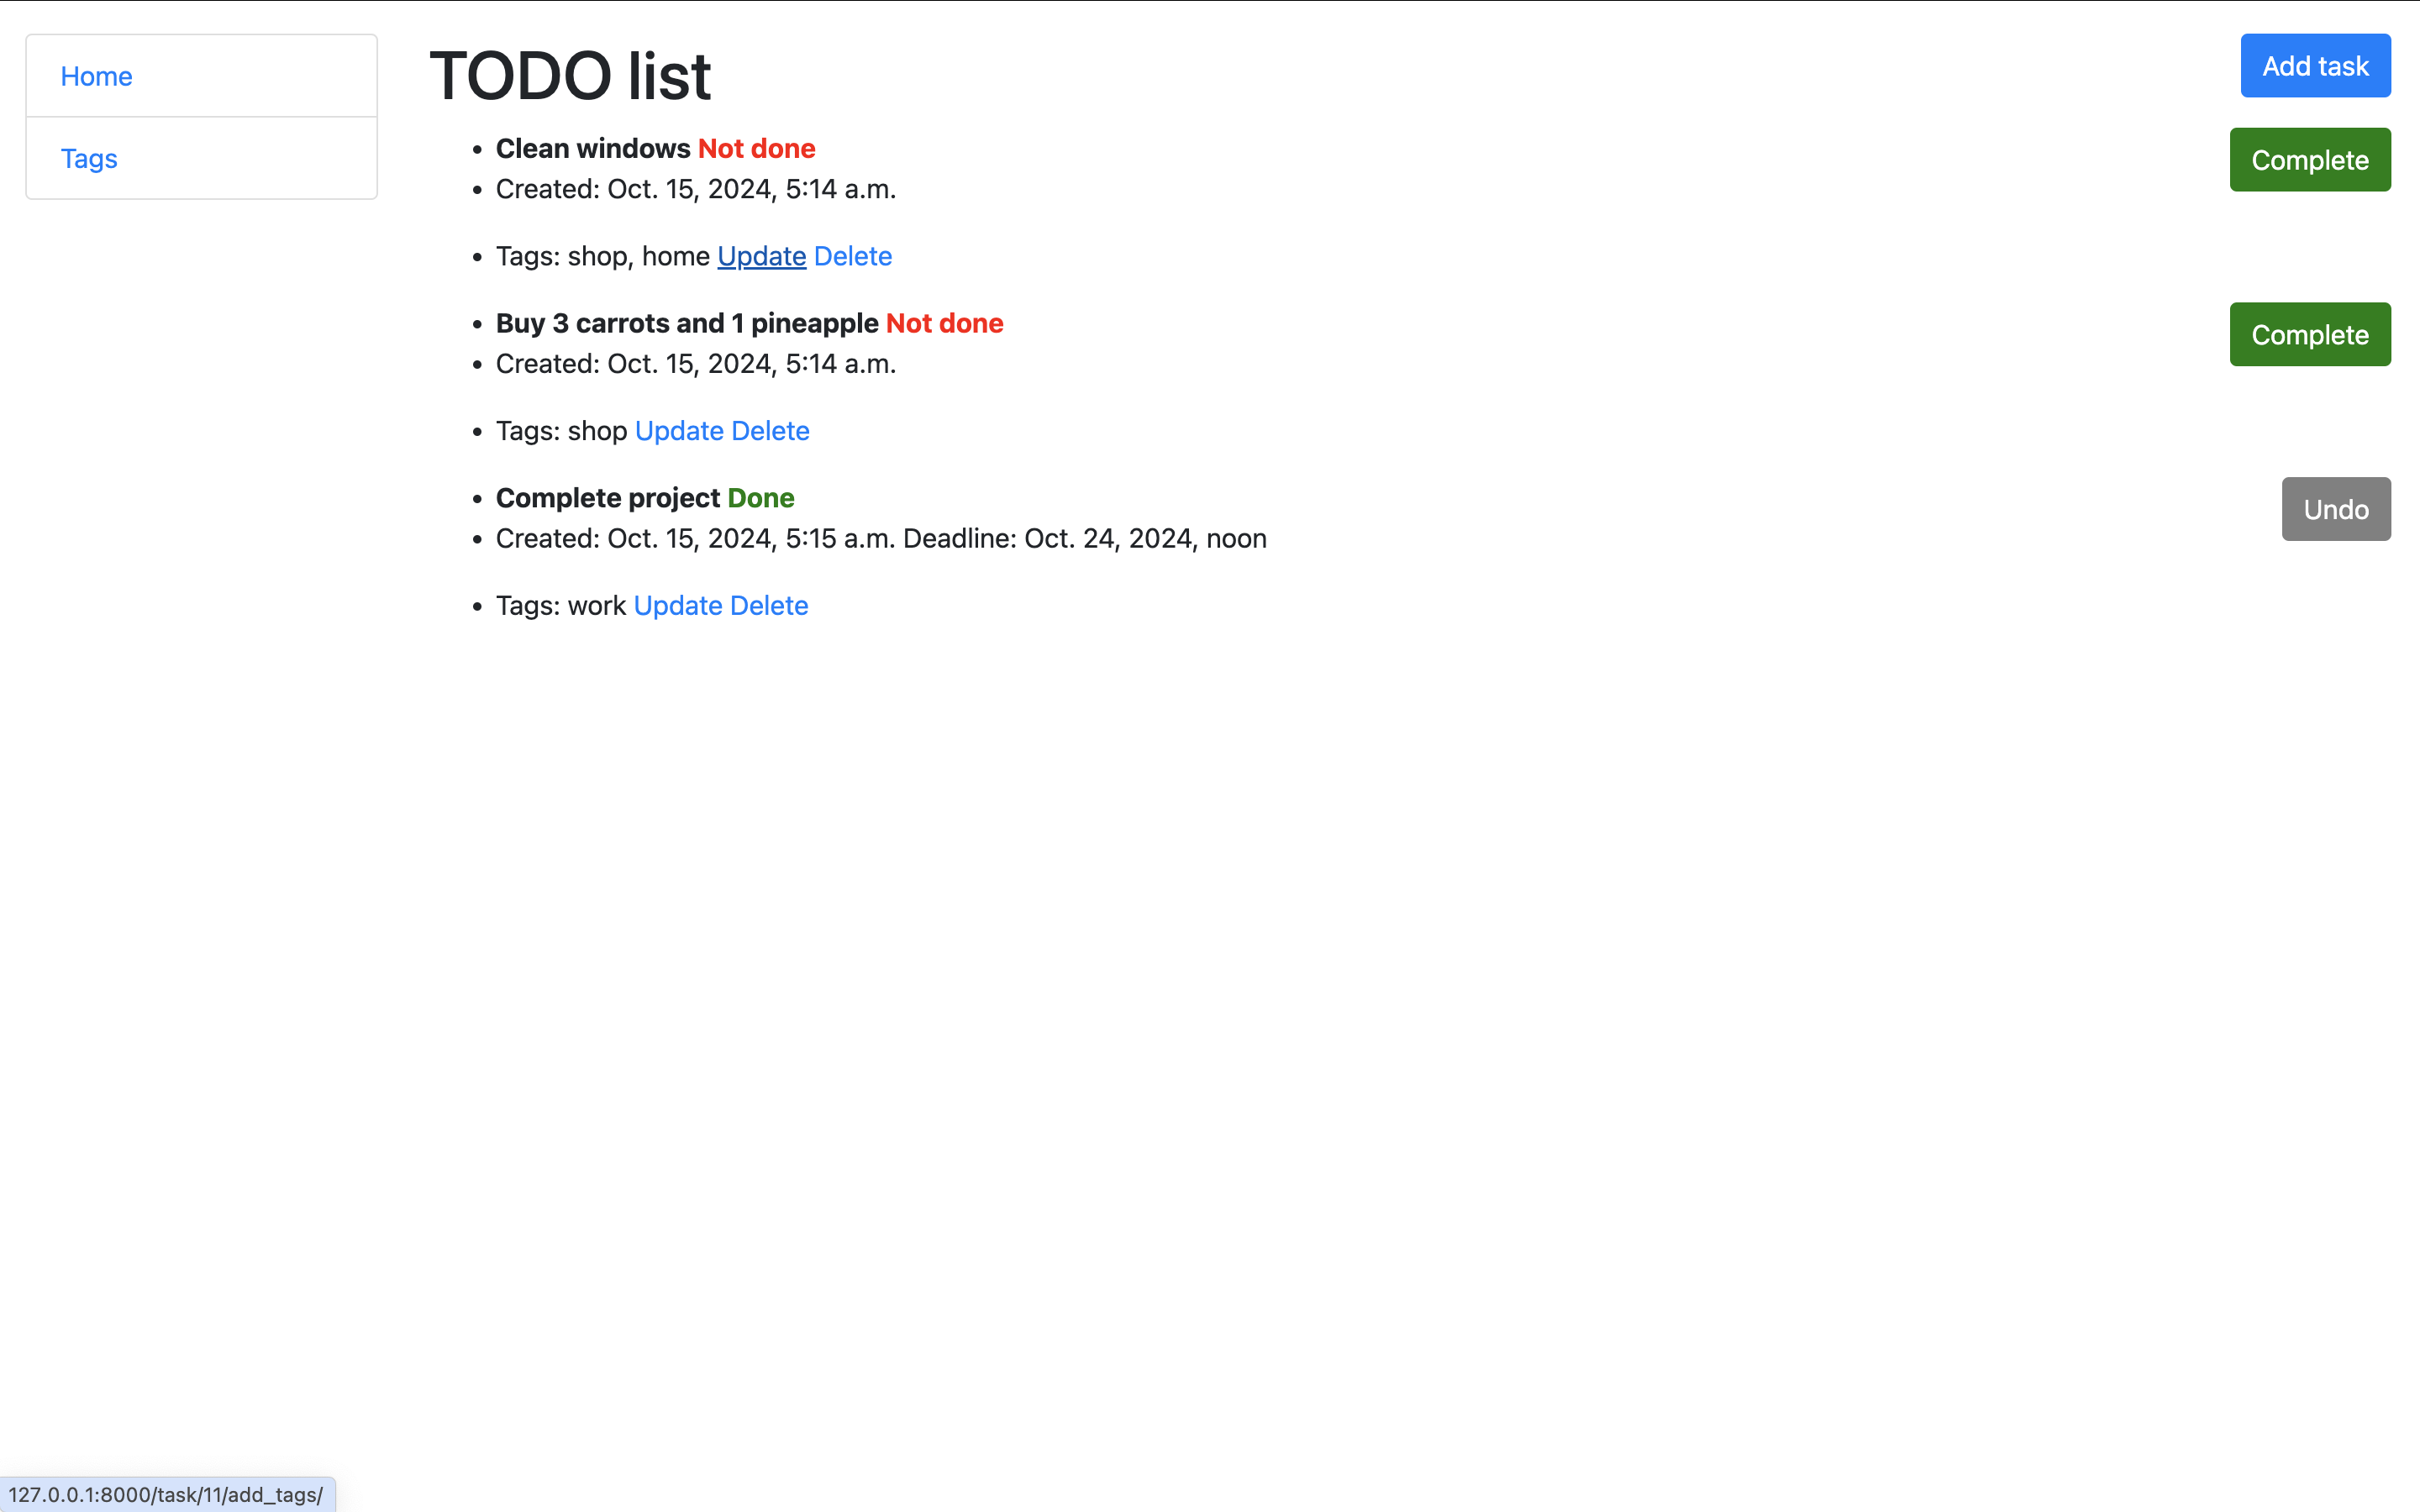 Home
Tags
TODO list
Add task
Clean windows Not done
Complete
Created: Oct. 15, 2024, 5:14 a.m.
Tags: shop, home Update Delete
Buy 3 carrots and 1 pineapple Not done
Complete
Created: Oct. 15, 2024, 5:14 a.m.
Tags: shop Update Delete
Complete project Done
Undo
Created: Oct. 15, 2024, 5:15 a.m. Deadline: Oct. 24, 2024, noon
Tags: work Update Delete
127.0.0.1:8000/task/11/add_tags/